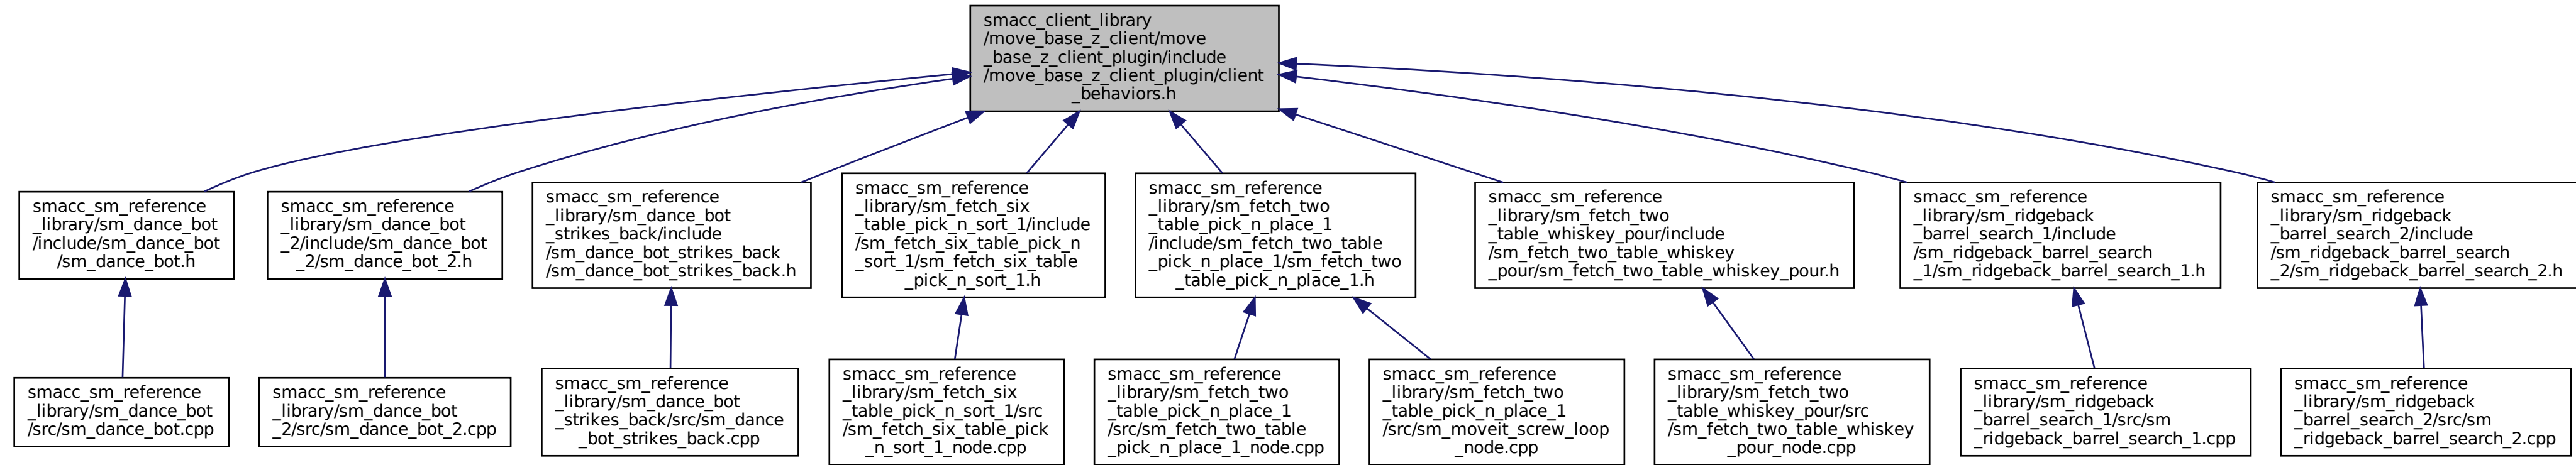 smacc_client_library
/move_base_z_client/move
_base_z_client_plugin/include
/move_base_z_client_plugin/client
_behaviors.h
smacc_sm_reference
_library/sm_dance_bot
/include/sm_dance_bot
/sm_dance_bot.h
smacc_sm_reference
_library/sm_dance_bot
_2/include/sm_dance_bot
_2/sm_dance_bot_2.h
smacc_sm_reference
_library/sm_dance_bot
_strikes_back/include
/sm_dance_bot_strikes_back
/sm_dance_bot_strikes_back.h
smacc_sm_reference
_library/sm_fetch_six
_table_pick_n_sort_1/include
/sm_fetch_six_table_pick_n
_sort_1/sm_fetch_six_table
_pick_n_sort_1.h
smacc_sm_reference
_library/sm_fetch_two
_table_pick_n_place_1
/include/sm_fetch_two_table
_pick_n_place_1/sm_fetch_two
_table_pick_n_place_1.h
smacc_sm_reference
_library/sm_fetch_two
_table_whiskey_pour/include
/sm_fetch_two_table_whiskey
_pour/sm_fetch_two_table_whiskey_pour.h
smacc_sm_reference
_library/sm_ridgeback
_barrel_search_1/include
/sm_ridgeback_barrel_search
_1/sm_ridgeback_barrel_search_1.h
smacc_sm_reference
_library/sm_ridgeback
_barrel_search_2/include
/sm_ridgeback_barrel_search
_2/sm_ridgeback_barrel_search_2.h
smacc_sm_reference
_library/sm_dance_bot
/src/sm_dance_bot.cpp
smacc_sm_reference
_library/sm_dance_bot
_2/src/sm_dance_bot_2.cpp
smacc_sm_reference
_library/sm_dance_bot
_strikes_back/src/sm_dance
_bot_strikes_back.cpp
smacc_sm_reference
_library/sm_fetch_six
_table_pick_n_sort_1/src
/sm_fetch_six_table_pick
_n_sort_1_node.cpp
smacc_sm_reference
_library/sm_fetch_two
_table_pick_n_place_1
/src/sm_fetch_two_table
_pick_n_place_1_node.cpp
smacc_sm_reference
_library/sm_fetch_two
_table_pick_n_place_1
/src/sm_moveit_screw_loop
_node.cpp
smacc_sm_reference
_library/sm_fetch_two
_table_whiskey_pour/src
/sm_fetch_two_table_whiskey
_pour_node.cpp
smacc_sm_reference
_library/sm_ridgeback
_barrel_search_1/src/sm
_ridgeback_barrel_search_1.cpp
smacc_sm_reference
_library/sm_ridgeback
_barrel_search_2/src/sm
_ridgeback_barrel_search_2.cpp